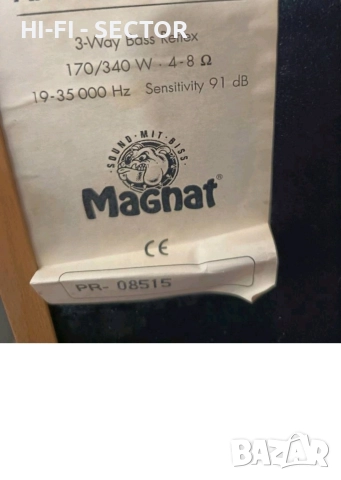 HI-FI - SECTOR
3-Way Bass Reflex
170/340 W · 4-8 Ω
19-35 000 Hz Sensitivity 91 dB
SOUND·MIT·BISS
Magnat®
CE
PR- 08515
bazar